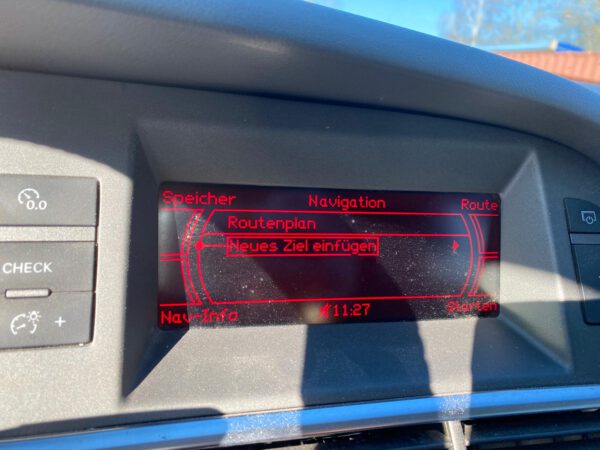 Speicher Navigation Route
Routenplan
Neues Ziel einfügen
Nav-Info 11:27 Starten
0.0
CHECK
+